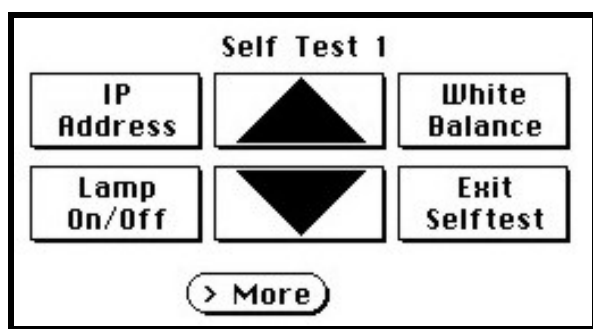 Self Test 1
IP
Address
White
Balance
Lamp
On/Off
Exit
Selftest
> More